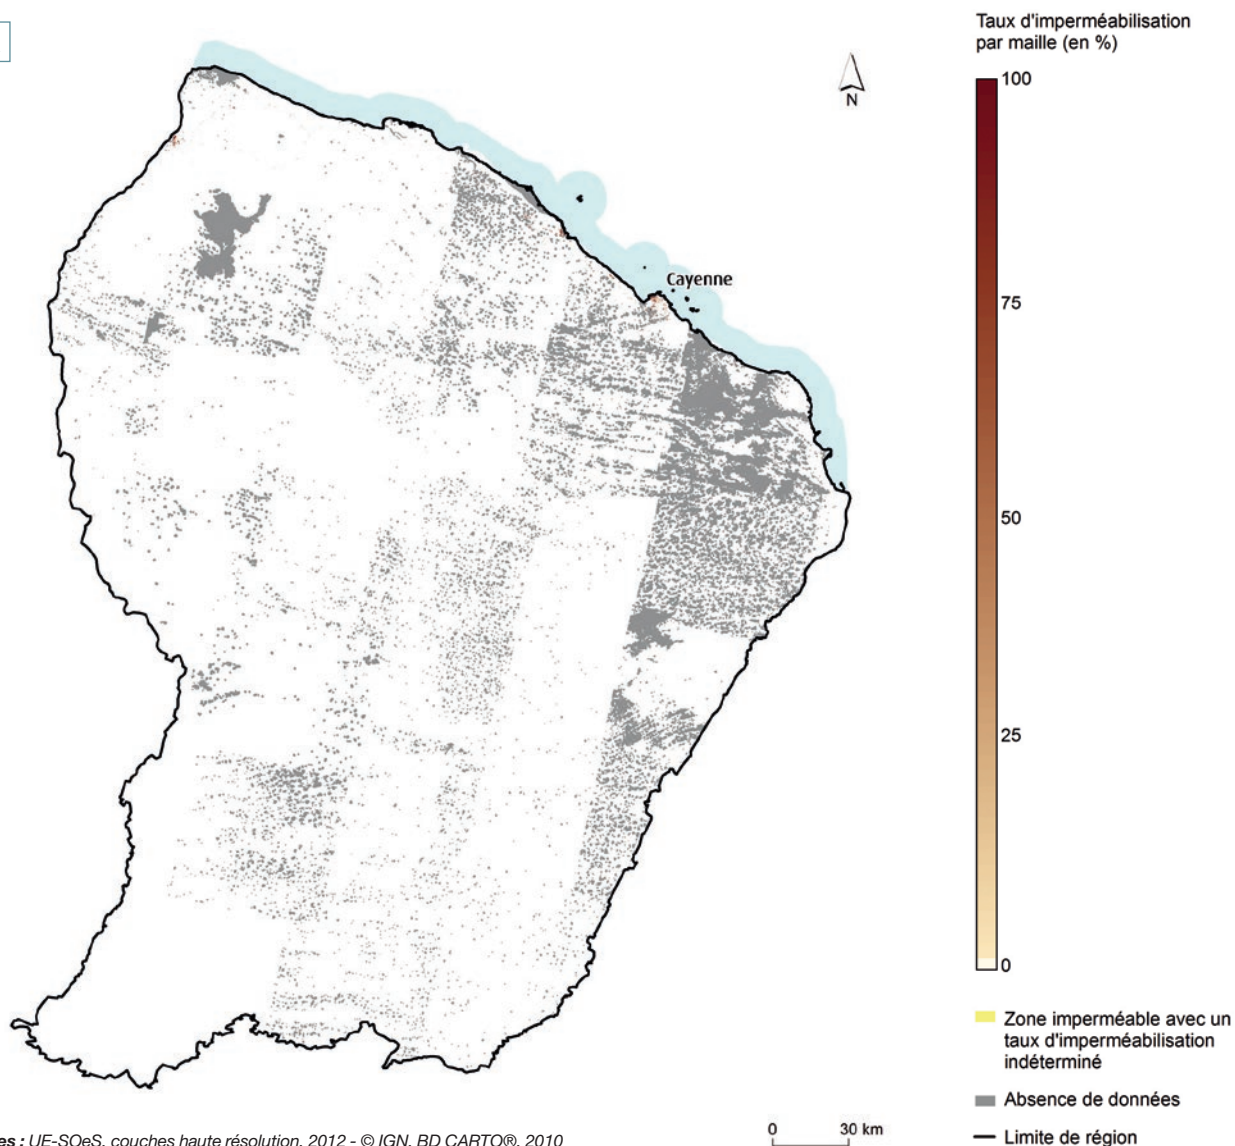 Taux d'imperméabilisation
par maille (en %)
100
N
75
Cayenne
50
25
0
Zone imperméable avec un
taux d'imperméabilisation
indéterminé
Absence de données
Limite de région
0 30 km
es : UE-SOeS, couches haute résolution, 2012 - © IGN, BD CARTO®, 2010